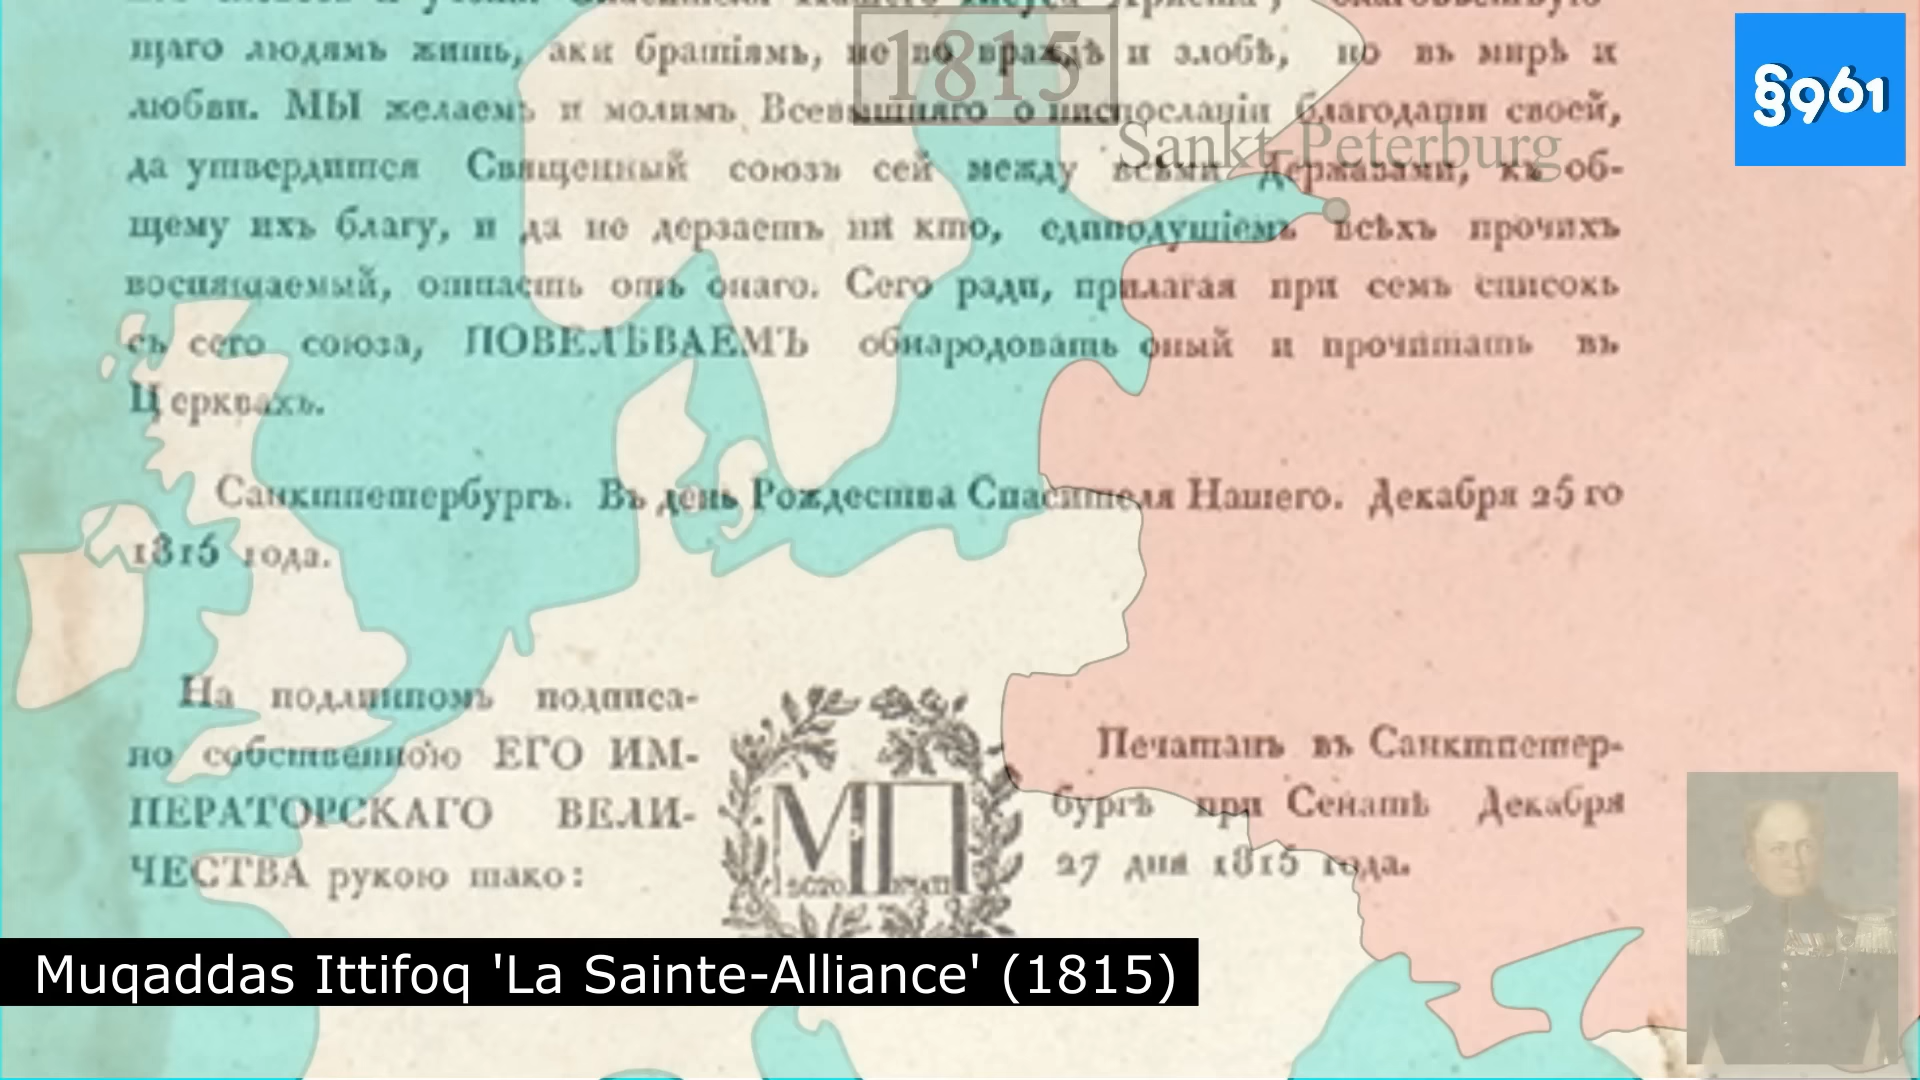 щаго людямъ жить, аки братіямъ, не во враждѣ и злобѣ, но въ мирѣ и
любви. МЫ желаемъ и молимъ Всевышняго о ниспосланіи благодати своей,
да утвердится Священный союзъ сей между всѣми Державами, къ об-
щему ихъ благу, и да не дерзаетъ ни кто, единодушіемъ всѣхъ прочихъ
воспящаемый, отпасть отъ онаго. Сего ради, прилагая при семъ списокъ
съ сего союза, ПОВЕЛѢВАЕМЪ обнародовать оный и прочитать въ
Церквахъ.
Санктпетербургъ. Въ день Рождества Спасителя Нашего. Декабря 25 го
1815 года.
На подлинномъ подписа-
но собственною ЕГО ИМ-
ПЕРАТОРСКАГО ВЕЛИ-
ЧЕСТВА рукою тако:
МП
Печатанъ въ Санктпетер-
бургѣ при Сенатѣ Декабря
27 дня 1815 года.
1815
Sankt-Peterburg
§961
Muqaddas Ittifoq 'La Sainte-Alliance' (1815)